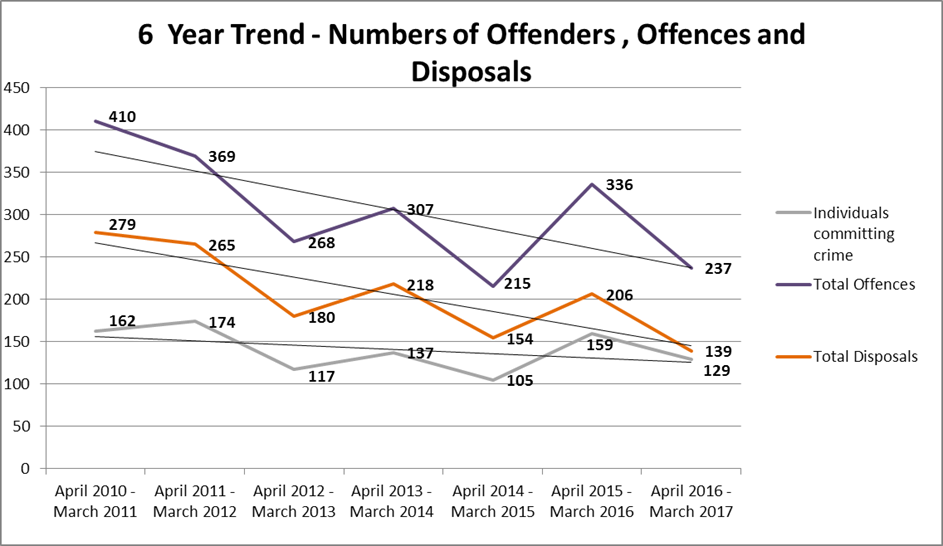 6 Year Trend - Numbers of Offenders , Offences and
Disposals
450
400
350
300
250
200
150
100
50
0
410
369
268
307
215
336
237
279
265
180
218
154
206
139
162
174
117
137
105
159
129
April 2010 -
March 2011
April 2011 -
March 2012
April 2012 -
March 2013
April 2013 -
March 2014
April 2014 -
March 2015
April 2015 -
March 2016
April 2016 -
March 2017
Individuals
committing
crime
Total Offences
Total Disposals